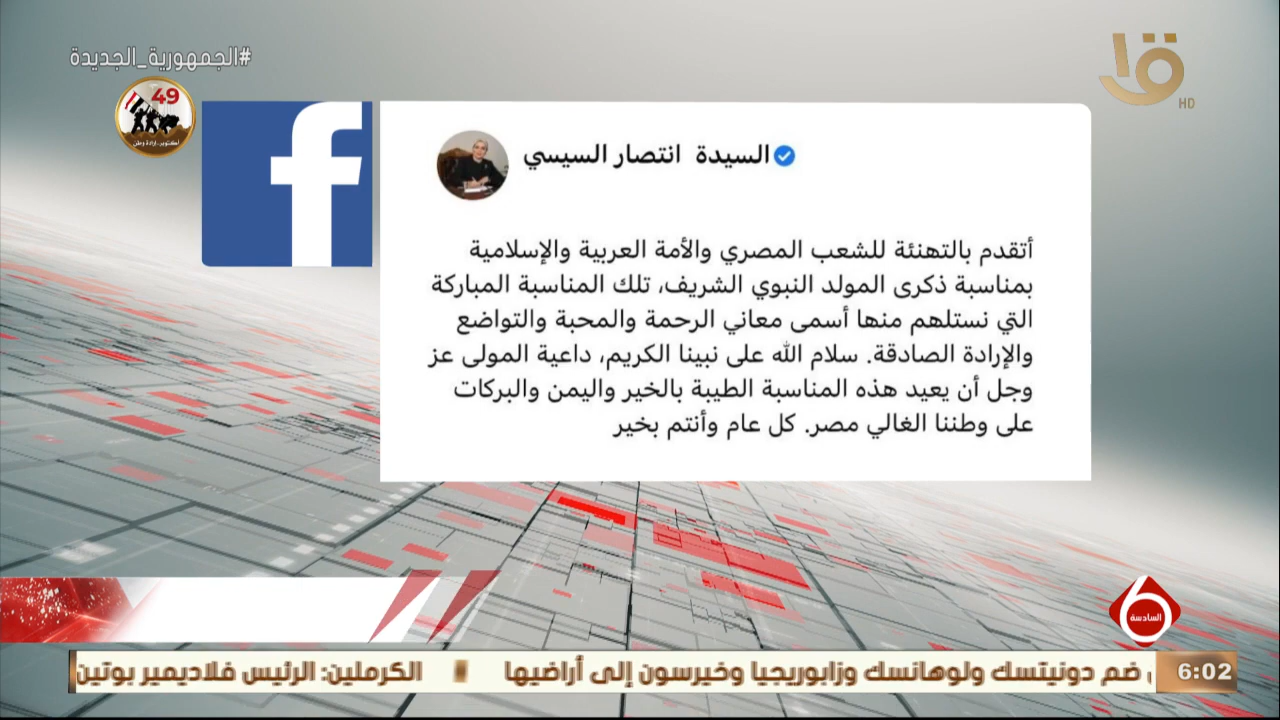 #الجمهورية_الجديدة
HD
49
أكتوبر.. إرادة وطن
السيدة انتصار السيسي
أتقدم بالتهنئة للشعب المصري والأمة العربية والإسلامية
بمناسبة ذكرى المولد النبوي الشريف، تلك المناسبة المباركة
التي نستلهم منها أسمى معاني الرحمة والمحبة والتواضع
والإرادة الصادقة. سلام الله على نبينا الكريم، داعية المولى عز
وجل أن يعيد هذه المناسبة الطيبة بالخير واليمن والبركات
على وطننا الغالي مصر. كل عام وأنتم بخير
السادسة
6:02
ضم دونيتسك ولوهانسك وزابوريجيا وخيرسون إلى أراضيها
الكرملين: الرئيس فلاديمير بوتين